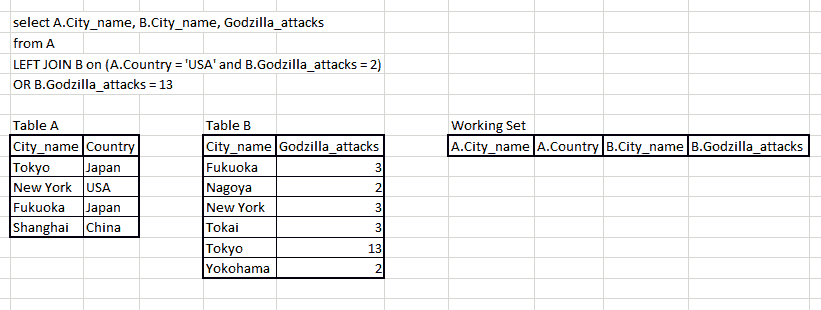 select A.City_name, B.City_name, Godzilla_attacks
from A
LEFT JOIN B on (A.Country = 'USA' and B.Godzilla_attacks = 2)
OR B.Godzilla_attacks = 13
Table A
City_name Country
Tokyo Japan
New York USA
Fukuoka Japan
Shanghai China
Table B
City_name Godzilla_attacks
Fukuoka 3
Nagoya 2
New York 3
Tokai 3
Tokyo 13
Yokohama 2
Working Set
A.City_name A.Country B.City_name B.Godzilla_attacks